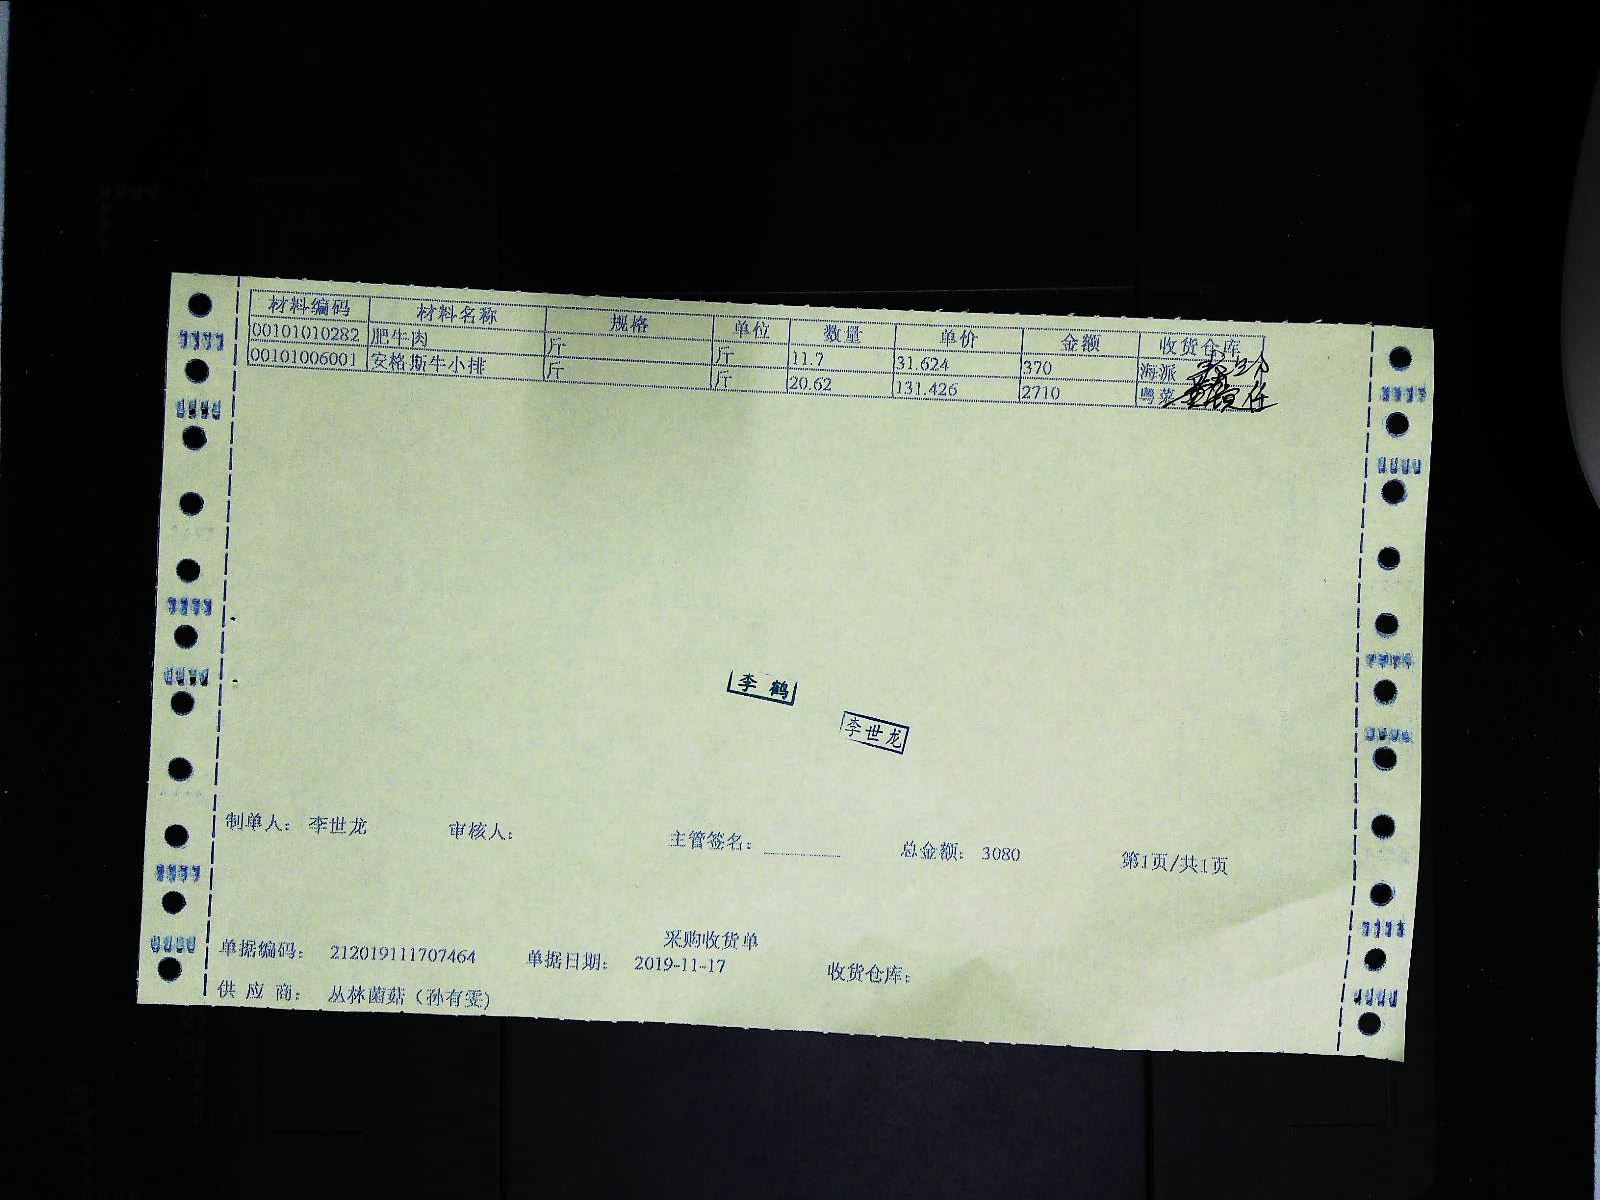 材料编码 材料名称 规格 单位 数量 单价 金额 收货仓库
00101010282 肥牛肉 斤 斤 11.7 31.624 370 海派
00101006001 安格斯牛小排 斤 斤 20.62 131.426 2710 粤菜
李 鹤
李世龙
制单人： 李世龙 审核人： 主管签名： 总金额： 3080 第1页/共1页
采购收货单
单据编码： 212019111707464 单据日期： 2019-11-17 收货仓库：
供 应 商： 丛林菌菇（孙有雯）